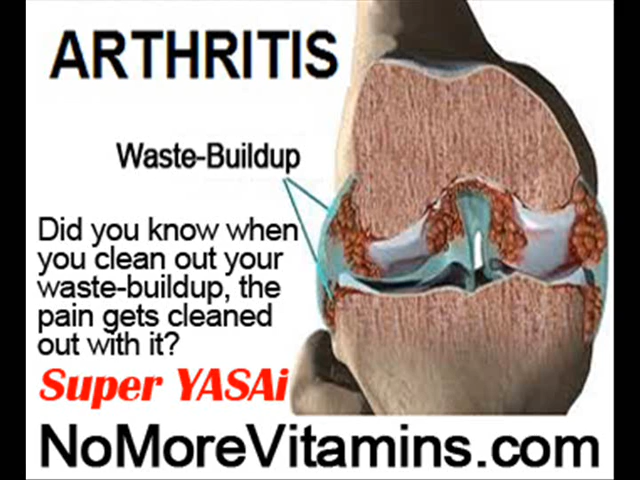 ARTHRITIS
Waste-Buildup
Did you know when
you clean out your
waste-buildup, the
pain gets cleaned
out with it?
Super YASAi
NoMoreVitamins.com